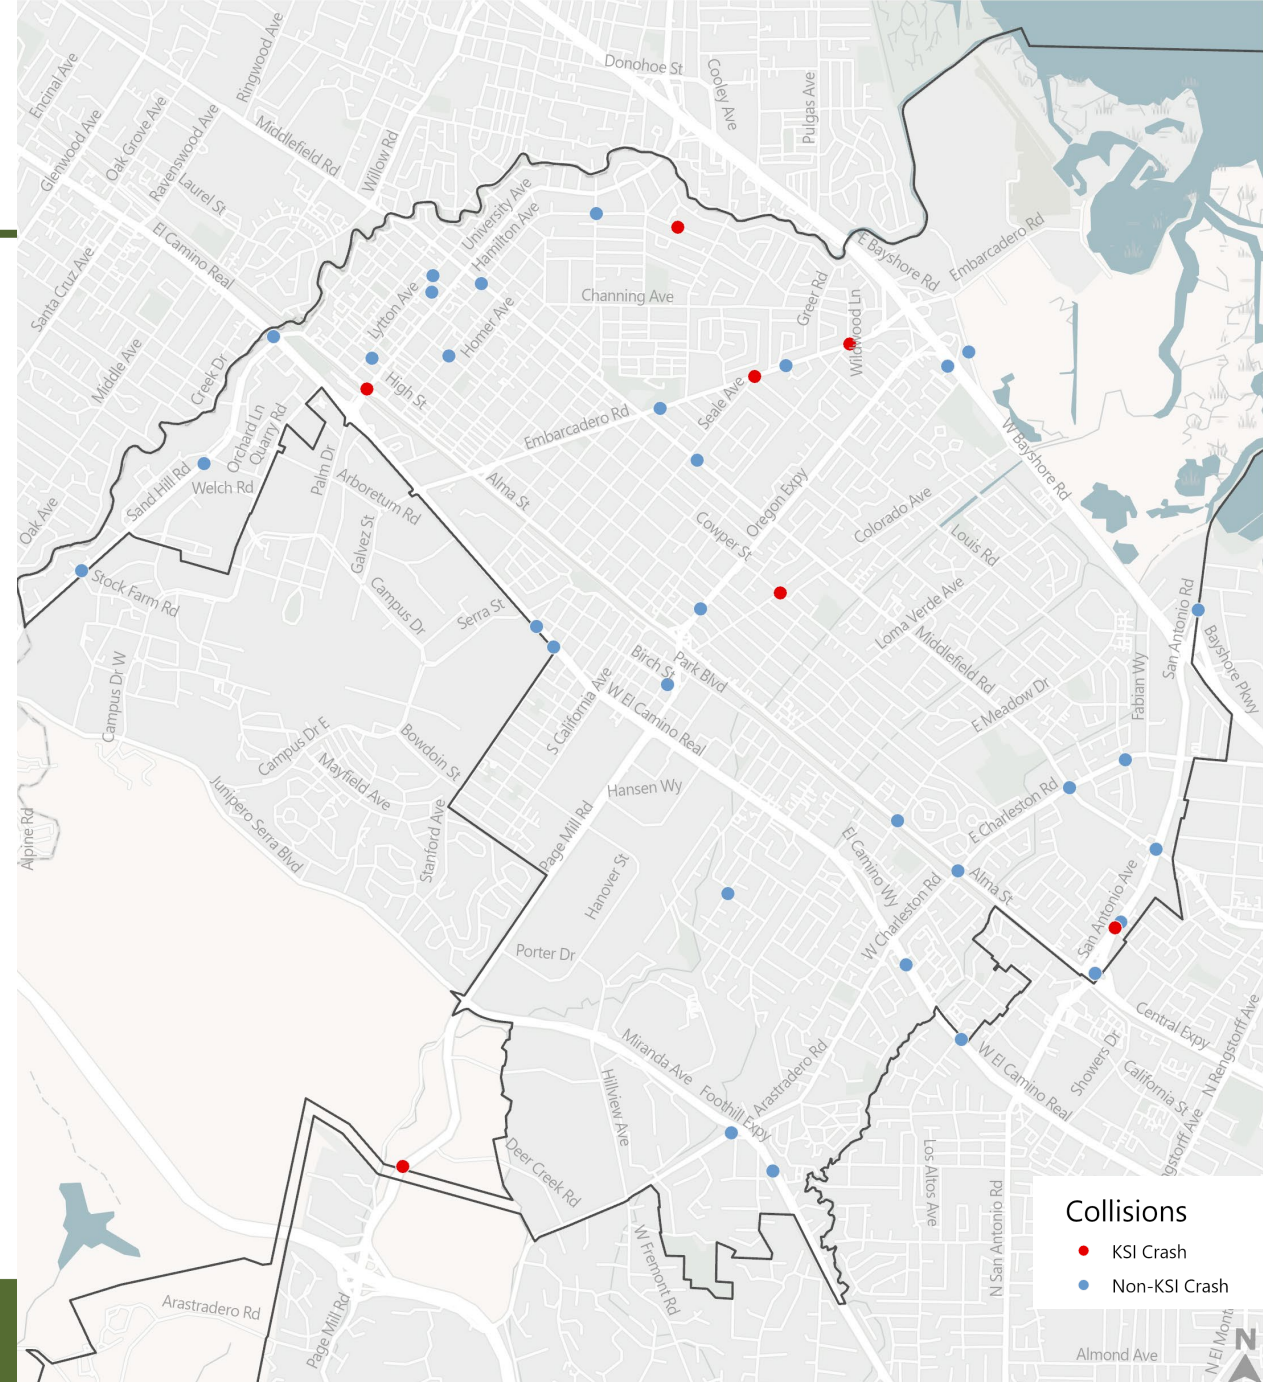 Donohoe St
Cooley Ave
Pulgas Ave
Ringwood Ave
Encinal Ave
Glenwood Ave
Oak Grove Ave
Ravenswood Ave
Laurel St
Middlefield Rd
Willow Rd
El Camino Real
Santa Cruz Ave
Middle Ave
University Ave
Hamilton Ave
Lytton Ave
Homer Ave
High St
Channing Ave
Greer Rd
Wildwood Ln
E Bayshore Rd
Embarcadero Rd
Creek Dr
Orchard Ln
Quarry Rd
Sand Hill Rd
Welch Rd
Palm Dr
Arboretum Rd
Oak Ave
Stock Farm Rd
Galvez St
Campus Dr
Serra St
Embarcadero Rd
Seale Ave
Alma St
Cowper St
Oregon Expy
Colorado Ave
Louis Rd
W Bayshore Rd
Loma Verde Ave
Middlefield Rd
E Meadow Dr
Fabian Wy
San Antonio Rd
Bayshore Pkwy
Birch St
Park Blvd
S California Ave
W El Camino Real
Campus Dr W
Campus Dr E
Mayfield Ave
Bowdoin St
Stanford Ave
Junipero Serra Blvd
Alpine Rd
Hansen Wy
Page Mill Rd
Hanover St
Porter Dr
El Camino Wy
W Charleston Rd
E Charleston Rd
Alma St
San Antonio Ave
Central Expy
N Rengstorff Ave
Showers Dr
California St
W El Camino Real
Miranda Ave
Foothill Expy
Arastradero Rd
Hillview Ave
Deer Creek Rd
W Fremont Rd
Los Altos Ave
N San Antonio Rd
ngstorff Ave
Arastradero Rd
Page Mill Rd
Almond Ave
N El Mont
Collisions
KSI Crash
Non-KSI Crash
N